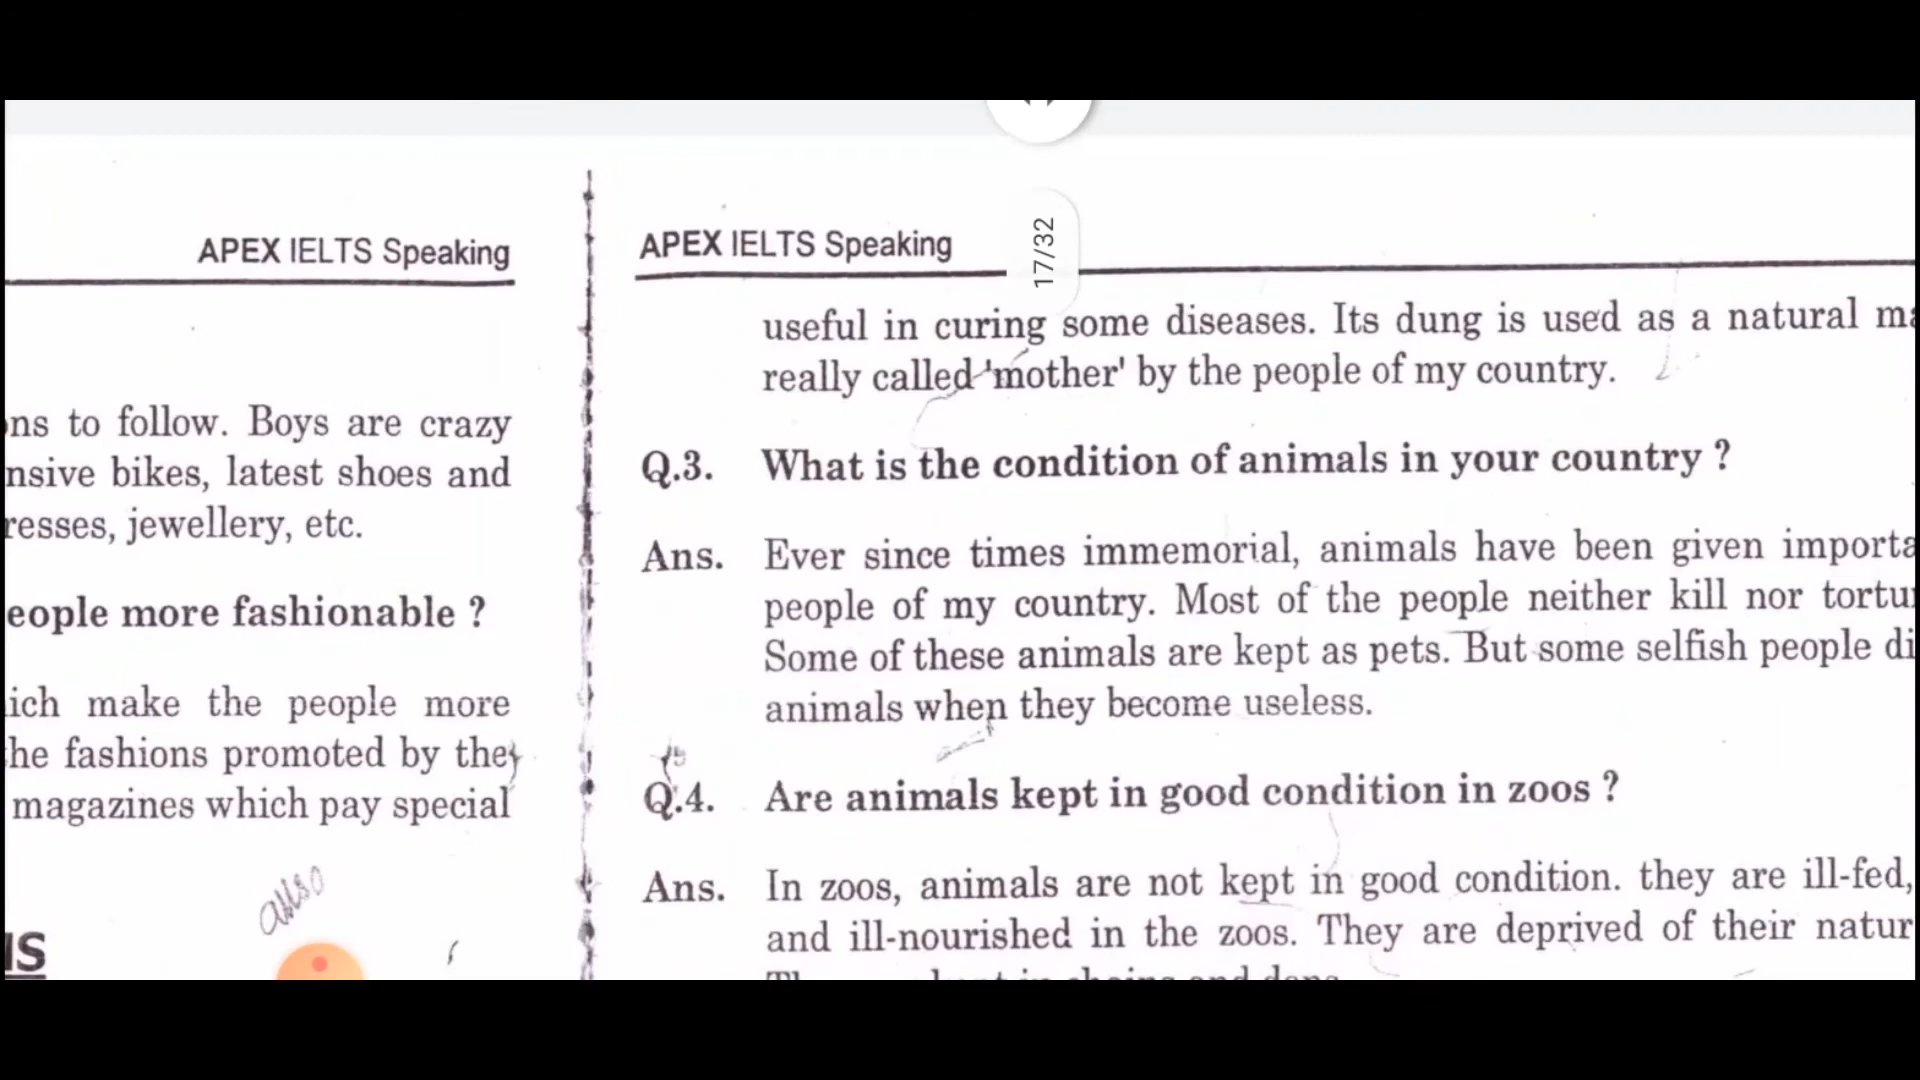 APEX IELTS Speaking
to follow. Boys are crazy
bikes, latest shoes and
jewellery, etc.
more fashionable ?
make the people more
fashions promoted by the
magazines which pay special
also
APEX IELTS Speaking
17/32
useful in curing some diseases. Its dung is used as a natural
really called 'mother' by the people of my country.
Q.3. What is the condition of animals in your country ?
Ans. Ever since times immemorial, animals have been given
people of my country. Most of the people neither kill nor
Some of these animals are kept as pets. But some selfish people
animals when they become useless.
Q.4. Are animals kept in good condition in zoos ?
Ans. In zoos, animals are not kept in good condition. they are ill-fed,
and ill-nourished in the zoos. They are deprived of their